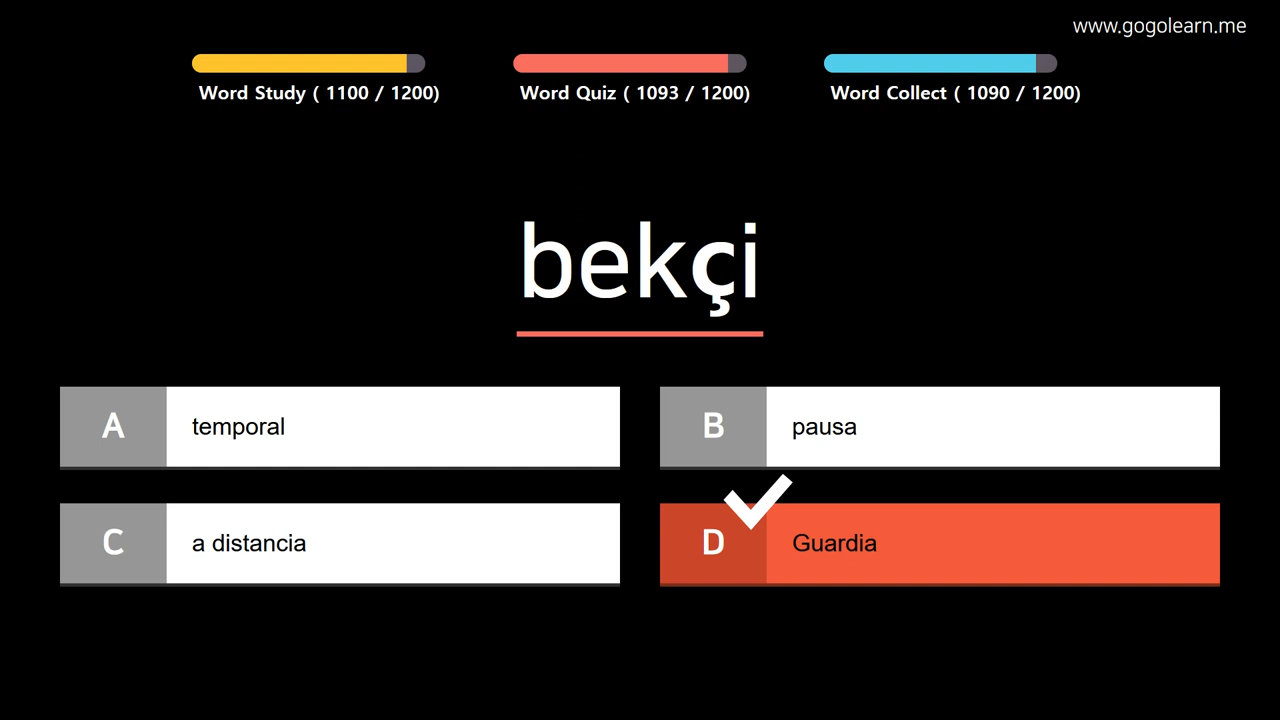 www.gogolearn.me
Word Study ( 1100 / 1200)
Word Quiz ( 1093 / 1200)
Word Collect ( 1090 / 1200)
bekçi
A temporal
B pausa
C a distancia
D Guardia